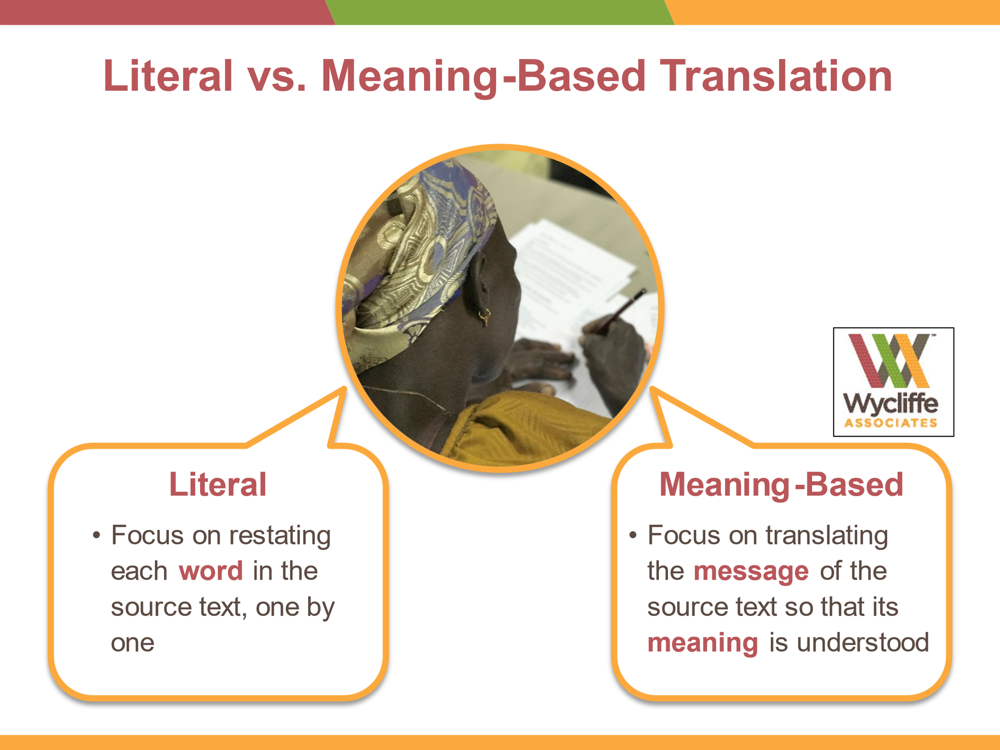 Literal vs. Meaning-Based Translation
Wycliffe
ASSOCIATES
Literal
• Focus on restating
each word in the
source text, one by
one
Meaning-Based
• Focus on translating
the message of the
source text so that its
meaning is understood